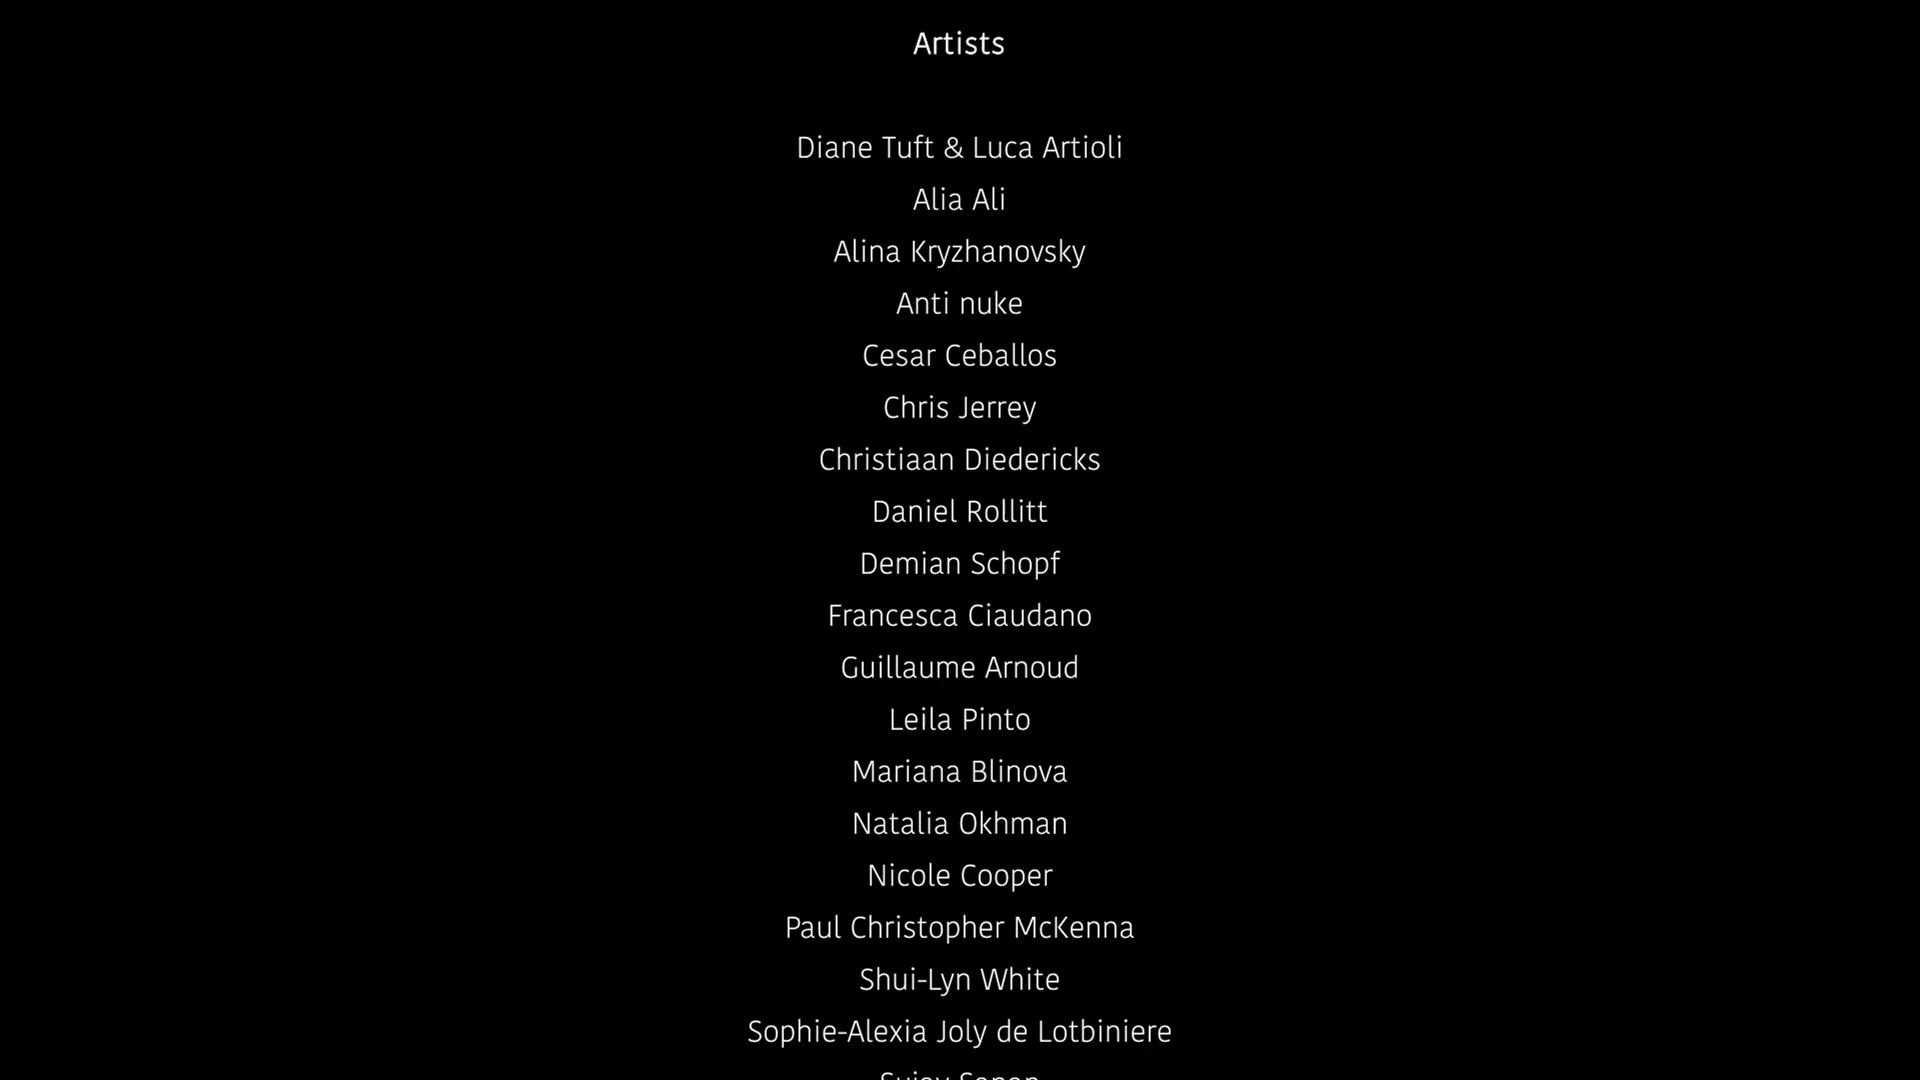 Artists
Diane Tuft & Luca Artioli
Alia Ali
Alina Kryzhanovsky
Anti nuke
Cesar Ceballos
Chris Jerrey
Christiaan Diedericks
Daniel Rollitt
Demian Schopf
Francesca Ciaudano
Guillaume Arnoud
Leila Pinto
Mariana Blinova
Natalia Okhman
Nicole Cooper
Paul Christopher McKenna
Shui-Lyn White
Sophie-Alexia Joly de Lotbiniere